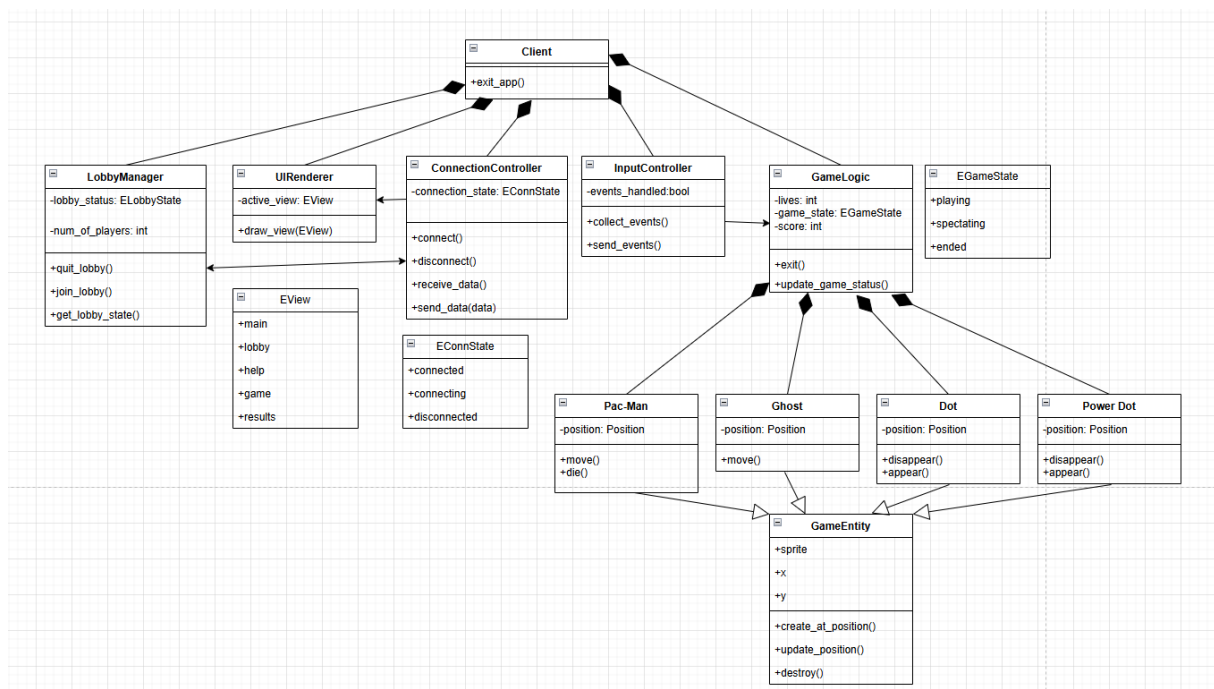 Client
+exit_app()
LobbyManager
-lobby_status: ELobbyState
-num_of_players: int
+quit_lobby()
+join_lobby()
+get_lobby_state()
UIRenderer
-active_view: EView
+draw_view(EView)
ConnectionController
-connection_state: EConnState
+connect()
+disconnect()
+receive_data()
+send_data(data)
InputController
-events_handled:bool
+collect_events()
+send_events()
GameLogic
-lives: int
-game_state: EGameState
-score: int
+exit()
+update_game_status()
EGameState
+playing
+spectating
+ended
EView
+main
+lobby
+help
+game
+results
EConnState
+connected
+connecting
+disconnected
Pac-Man
-position: Position
+move()
+die()
Ghost
-position: Position
+move()
Dot
-position: Position
+disappear()
+appear()
Power Dot
-position: Position
+disappear()
+appear()
GameEntity
+sprite
+x
+y
+create_at_position()
+update_position()
+destroy()